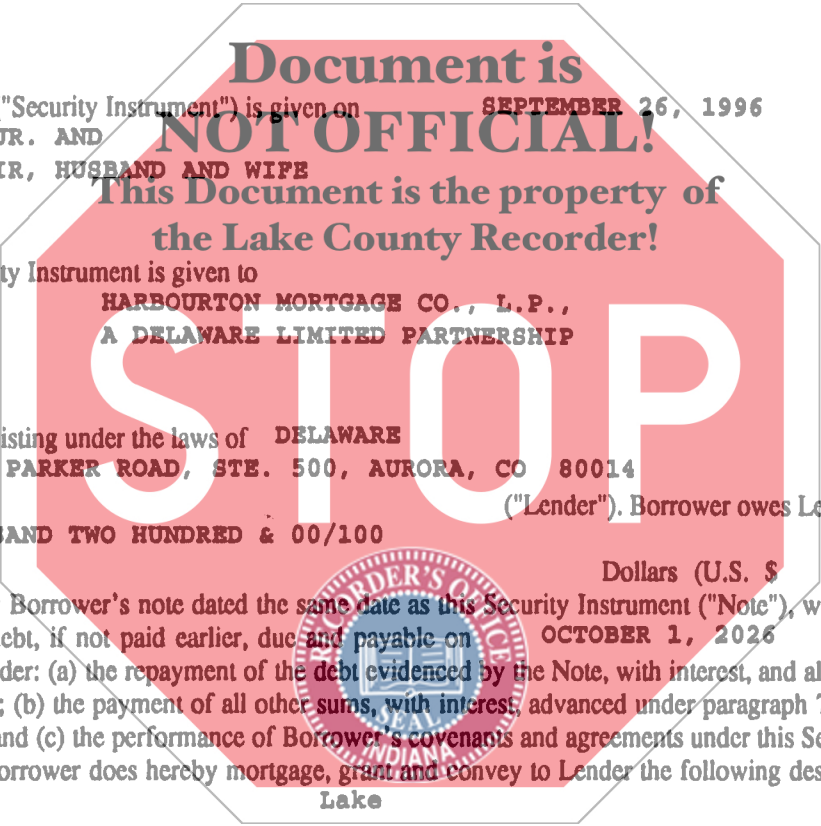 Document is
("Security Instrument") is given on SEPTEMBER 26, 1996
JR. AND
NOT OFFICIAL!
IR, HUSBAND AND WIFE
This Document is the property of
the Lake County Recorder!
ty Instrument is given to
HARBOURTON MORTGAGE CO., L.P.,
A DELAWARE LIMITED PARTNERSHIP
STOP
isting under the laws of DELAWARE
PARKER ROAD, STE. 500, AURORA, CO 80014
("Lender"). Borrower owes Le
SAND TWO HUNDRED & 00/100
Dollars (U.S. $
Borrower's note dated the same date as this Security Instrument ("Note"), w
ebt, if not paid earlier, due and payable on OCTOBER 1, 2026
der: (a) the repayment of the debt evidenced by the Note, with interest, and al
; (b) the payment of all other sums, with interest, advanced under paragraph 7
and (c) the performance of Borrower's covenants and agreements under this Se
orrower does hereby mortgage, grant and convey to Lender the following des
Lake
RECORDER'S OFFICE
SEAL
INDIANA